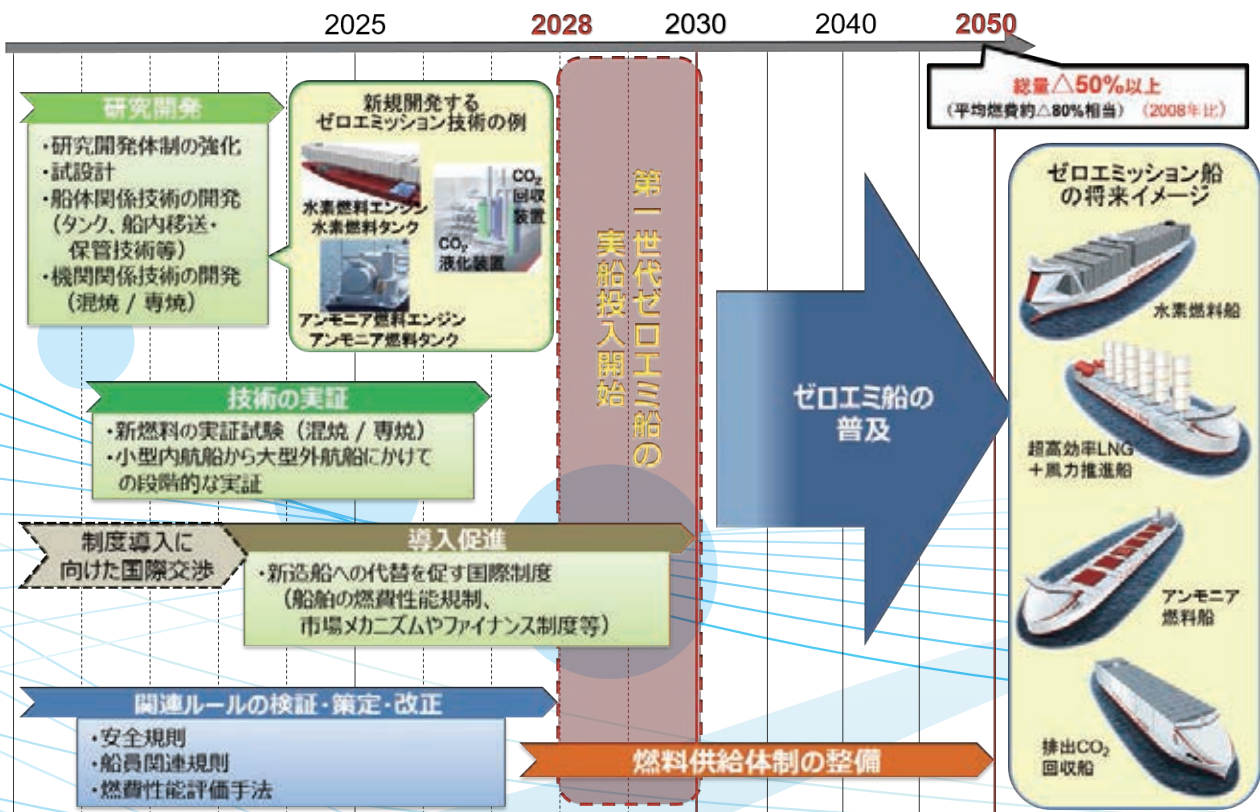 2025
2028
2030
2040
2050
総量△50%以上
(平均燃費約△80%相当) (2008年比)
研究開発
・研究開発体制の強化
・試設計
・船体関係技術の開発
(タンク、船内移送・
保管技術等)
・機関関係技術の開発
(混焼 / 専焼)
新規開発する
ゼロエミッション技術の例
水素燃料エンジン
水素燃料タンク
CO₂
回収
装置
CO₂
液化装置
アンモニア燃料エンジン
アンモニア燃料タンク
技術の実証
・新燃料の実証試験(混焼 / 専焼)
・小型内航船から大型外航船にかけて
の段階的な実証
制度導入に
向けた国際交渉
導入促進
・新造船への代替を促す国際制度
(船舶の燃費性能規制、
市場メカニズムやファイナンス制度等)
関連ルールの検証・策定・改正
・安全規則
・船員関連規則
・燃費性能評価手法
燃料供給体制の整備
第一世代ゼロエミ船の
実船投入開始
ゼロエミ船の
普及
ゼロエミッション船
の将来イメージ
水素燃料船
超高効率LNG
+風力推進船
アンモニア
燃料船
排出CO₂
回収船